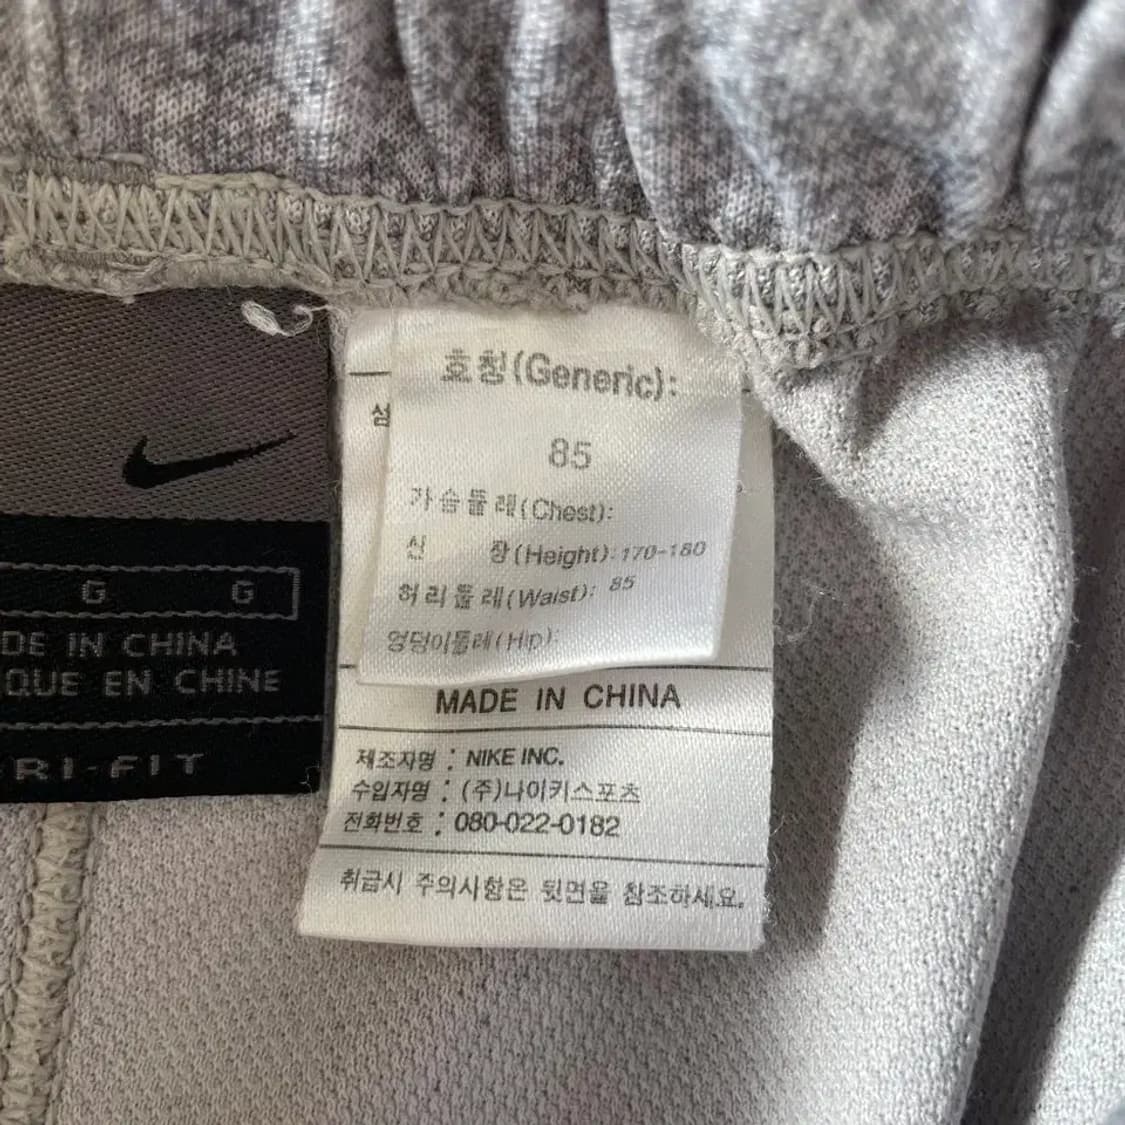 호칭(Generic):
85
가슴둘레(Chest):
신 장(Height): 170-180
허리둘레(Waist): 85
엉덩이둘레(Hip):
섬
MADE IN CHINA
제조자명 : NIKE INC.
수입자명 : (주)나이키스포츠
전화번호 : 080-022-0182
취급시 주의사항은 뒷면을 참조하세요.
G G
DE IN CHINA
QUE EN CHINE
RI-FIT